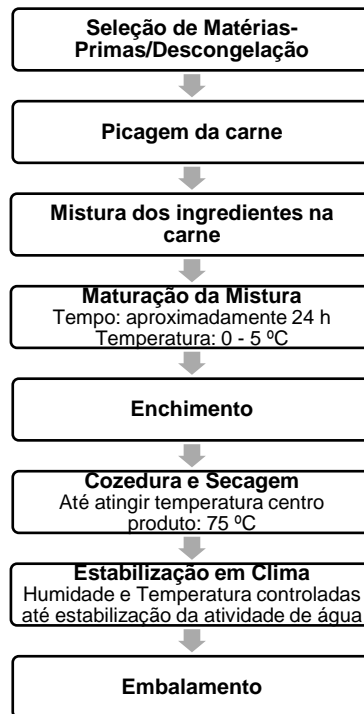 Seleção de Matérias-
Primas/Descongelação
Picagem da carne
Mistura dos ingredientes na
carne
Maturação da Mistura
Tempo: aproximadamente 24 h
Temperatura: 0 - 5 ºC
Enchimento
Cozedura e Secagem
Até atingir temperatura centro
produto: 75 ºC
Estabilização em Clima
Humidade e Temperatura controladas
até estabilização da atividade de água
Embalamento